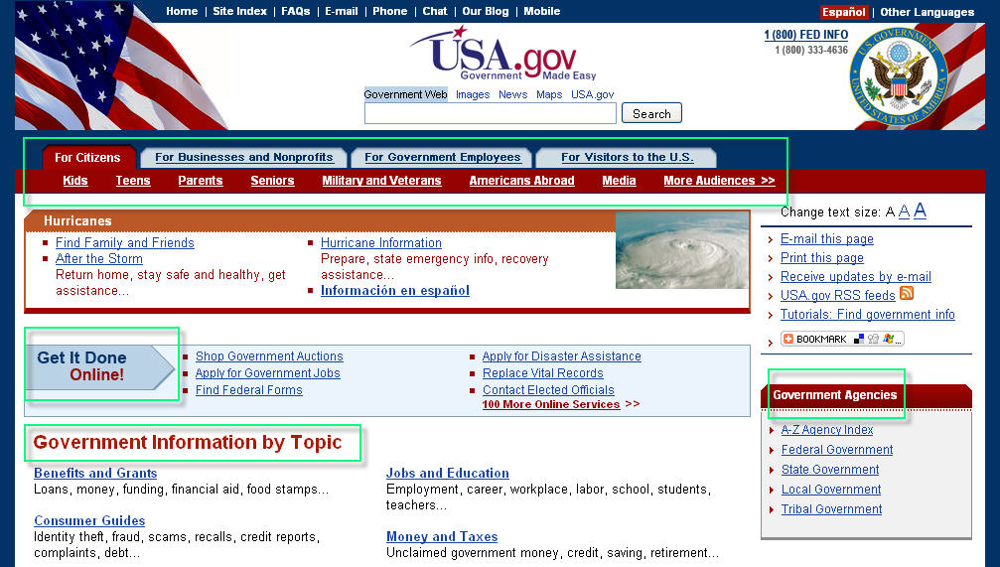 Home | Site Index | FAQs | E-mail | Phone | Chat | Our Blog | Mobile
Español | Other Languages
USA.gov
Government Made Easy
1 (800) FED INFO
1 (800) 333-4636
U.S. GOVERNMENT
UNITED STATES OF AMERICA
Government Web Images News Maps USA.gov
Search
For Citizens For Businesses and Nonprofits For Government Employees For Visitors to the U.S.
Kids Teens Parents Seniors Military and Veterans Americans Abroad Media More Audiences >>
Hurricanes
Find Family and Friends
After the Storm
Return home, stay safe and healthy, get
assistance...
Hurricane Information
Prepare, state emergency info, recovery
assistance...
Información en español
Change text size: A A A
E-mail this page
Print this page
Receive updates by e-mail
USA.gov RSS feeds
Tutorials: Find government info
BOOKMARK
Get It Done
Online!
Shop Government Auctions
Apply for Government Jobs
Find Federal Forms
Apply for Disaster Assistance
Replace Vital Records
Contact Elected Officials
100 More Online Services >>
Government Agencies
A-Z Agency Index
Federal Government
State Government
Local Government
Tribal Government
Government Information by Topic
Benefits and Grants
Loans, money, funding, financial aid, food stamps...
Jobs and Education
Employment, career, workplace, labor, school, students,
teachers...
Consumer Guides
Identity theft, fraud, scams, recalls, credit reports,
complaints, debt...
Money and Taxes
Unclaimed government money, credit, saving, retirement...